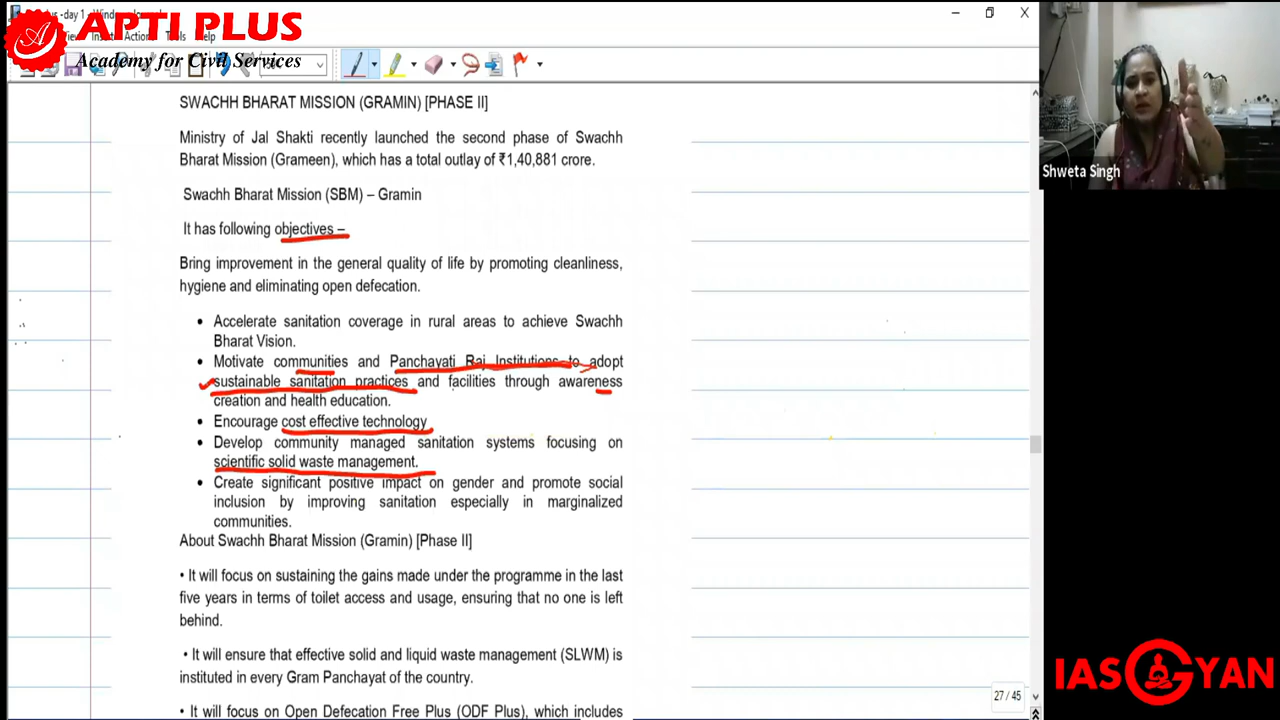 APTI PLUS
Academy for Civil Services
- day 1 - Wind
Actions
SWACHH BHARAT MISSION (GRAMIN) [PHASE II]
Ministry of Jal Shakti recently launched the second phase of Swachh
Bharat Mission (Grameen), which has a total outlay of ₹1,40,881 crore.
Swachh Bharat Mission (SBM) – Gramin
It has following objectives –
Bring improvement in the general quality of life by promoting cleanliness,
hygiene and eliminating open defecation.
• Accelerate sanitation coverage in rural areas to achieve Swachh
Bharat Vision.
• Motivate communities and Panchayati Raj Institutions to adopt
sustainable sanitation practices and facilities through awareness
creation and health education.
• Encourage cost effective technology
• Develop community managed sanitation systems focusing on
scientific solid waste management.
• Create significant positive impact on gender and promote social
inclusion by improving sanitation especially in marginalized
communities.
About Swachh Bharat Mission (Gramin) [Phase II]
• It will focus on sustaining the gains made under the programme in the last
five years in terms of toilet access and usage, ensuring that no one is left
behind.
• It will ensure that effective solid and liquid waste management (SLWM) is
instituted in every Gram Panchayat of the country.
• It will focus on Open Defecation Free Plus (ODF Plus), which includes
27 / 45
Shweta Singh
IAS GYAN